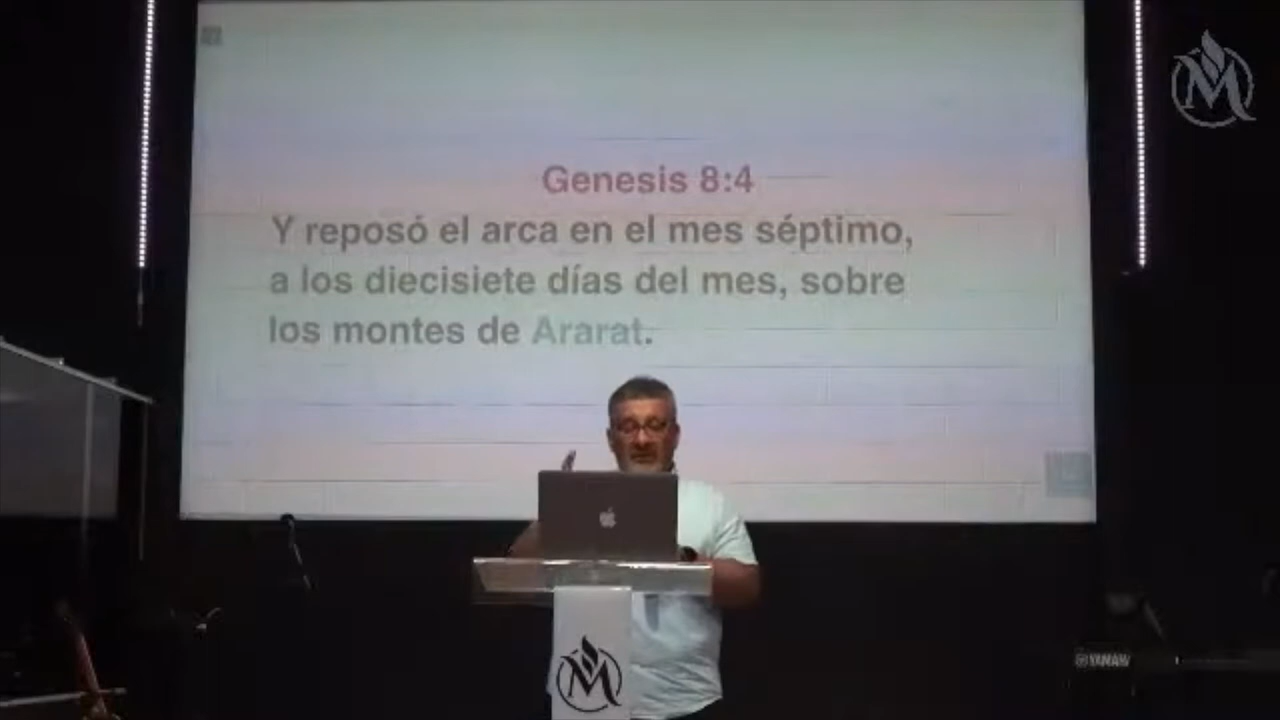 Genesis 8:4
Y reposó el arca en el mes séptimo,
a los diecisiete días del mes, sobre
los montes de Ararat.
M
M
YAMAHA